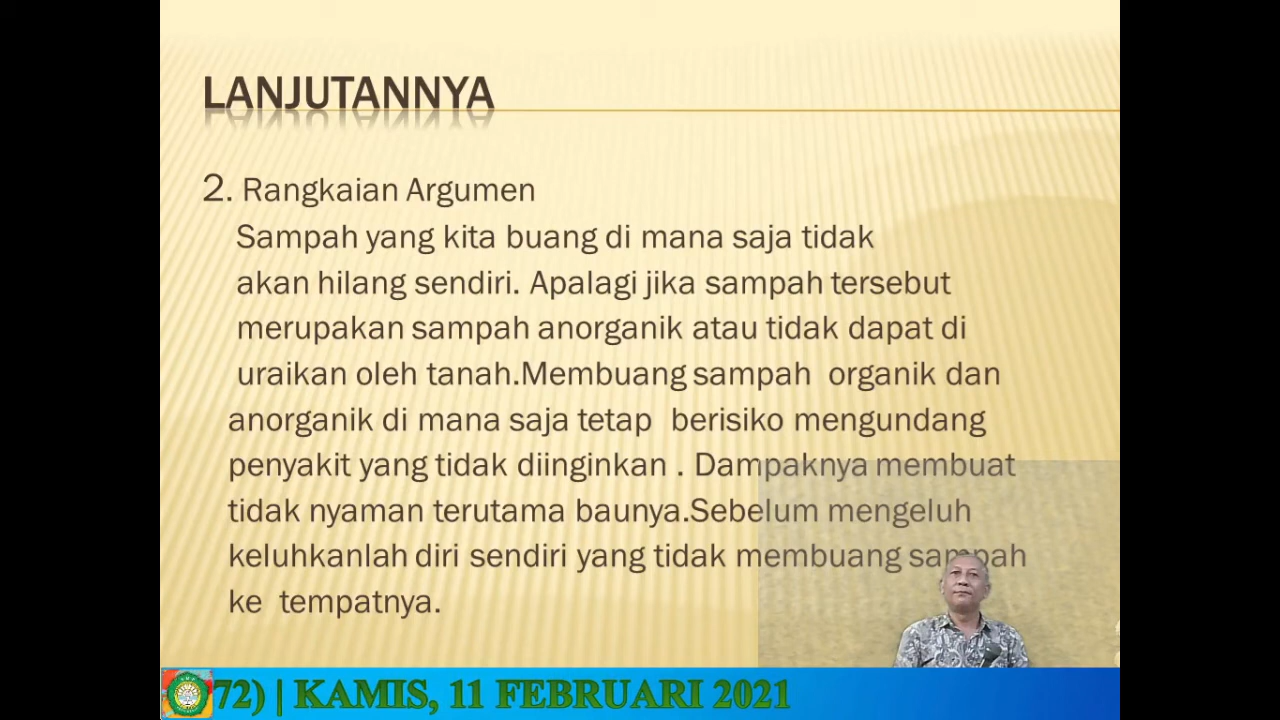 LANJUTANNYA
2. Rangkaian Argumen
Sampah yang kita buang di mana saja tidak
akan hilang sendiri. Apalagi jika sampah tersebut
merupakan sampah anorganik atau tidak dapat di
uraikan oleh tanah.Membuang sampah organik dan
anorganik di mana saja tetap berisiko mengundang
penyakit yang tidak diinginkan . Dampaknya membuat
tidak nyaman terutama baunya.Sebelum mengeluh
keluhkanlah diri sendiri yang tidak membuang sampah
ke tempatnya.
72) | KAMIS, 11 FEBRUARI 2021